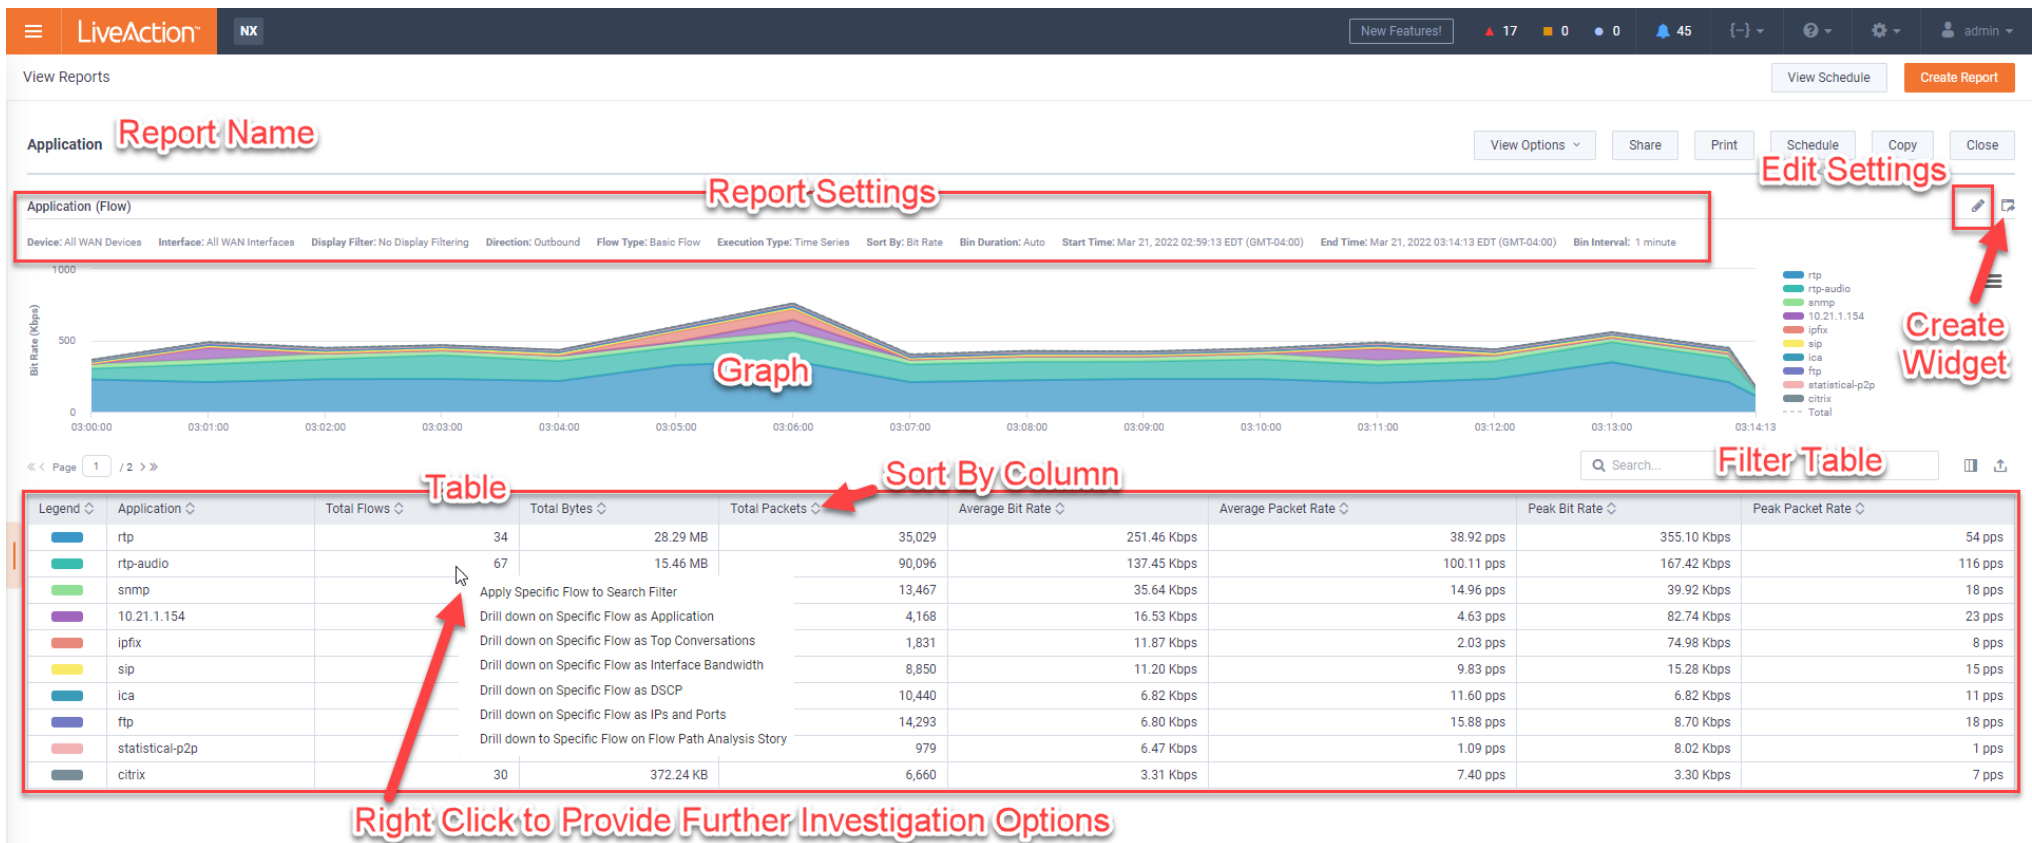 LiveAction NX New Features! 17 0 0 45 {--} admin
View Reports View Schedule Create Report
Application Report Name View Options Share Print Schedule Copy Close
Edit Settings
Report Settings
Application (Flow)
Device: All WAN Devices Interface: All WAN Interfaces Display Filter: No Display Filtering Direction: Outbound Flow Type: Basic Flow Execution Type: Time Series Sort By: Bit Rate Bin Duration: Auto Start Time: Mar 21, 2022 02:59:13 EDT (GMT-04:00) End Time: Mar 21, 2022 03:14:13 EDT (GMT-04:00) Bin Interval: 1 minute
Bit Rate (Kbps)
1000
500
0
Graph
03:00:00 03:01:00 03:02:00 03:03:00 03:04:00 03:05:00 03:06:00 03:07:00 03:08:00 03:09:00 03:10:00 03:11:00 03:12:00 03:13:00 03:14:13
rtp
rtp-audio
snmp
10.21.1.154
ipfix
sip
ica
ftp
statistical-p2p
citrix
Total
Create
Widget
Page 1 / 2 Search... Filter Table
Table Sort By Column
Legend Application Total Flows Total Bytes Total Packets Average Bit Rate Average Packet Rate Peak Bit Rate Peak Packet Rate
rtp 34 28.29 MB 35,029 251.46 Kbps 38.92 pps 355.10 Kbps 54 pps
rtp-audio 67 15.46 MB 90,096 137.45 Kbps 100.11 pps 167.42 Kbps 116 pps
snmp 13,467 35.64 Kbps 14.96 pps 39.92 Kbps 18 pps
10.21.1.154 4,168 16.53 Kbps 4.63 pps 82.74 Kbps 23 pps
ipfix 1,831 11.87 Kbps 2.03 pps 74.98 Kbps 8 pps
sip 8,850 11.20 Kbps 9.83 pps 15.28 Kbps 15 pps
ica 10,440 6.82 Kbps 11.60 pps 6.82 Kbps 11 pps
ftp 14,293 6.80 Kbps 15.88 pps 8.70 Kbps 18 pps
statistical-p2p 979 6.47 Kbps 1.09 pps 8.02 Kbps 1 pps
citrix 30 372.24 KB 6,660 3.31 Kbps 7.40 pps 3.30 Kbps 7 pps
Apply Specific Flow to Search Filter
Drill down on Specific Flow as Application
Drill down on Specific Flow as Top Conversations
Drill down on Specific Flow as Interface Bandwidth
Drill down on Specific Flow as DSCP
Drill down on Specific Flow as IPs and Ports
Drill down to Specific Flow on Flow Path Analysis Story
Right Click to Provide Further Investigation Options